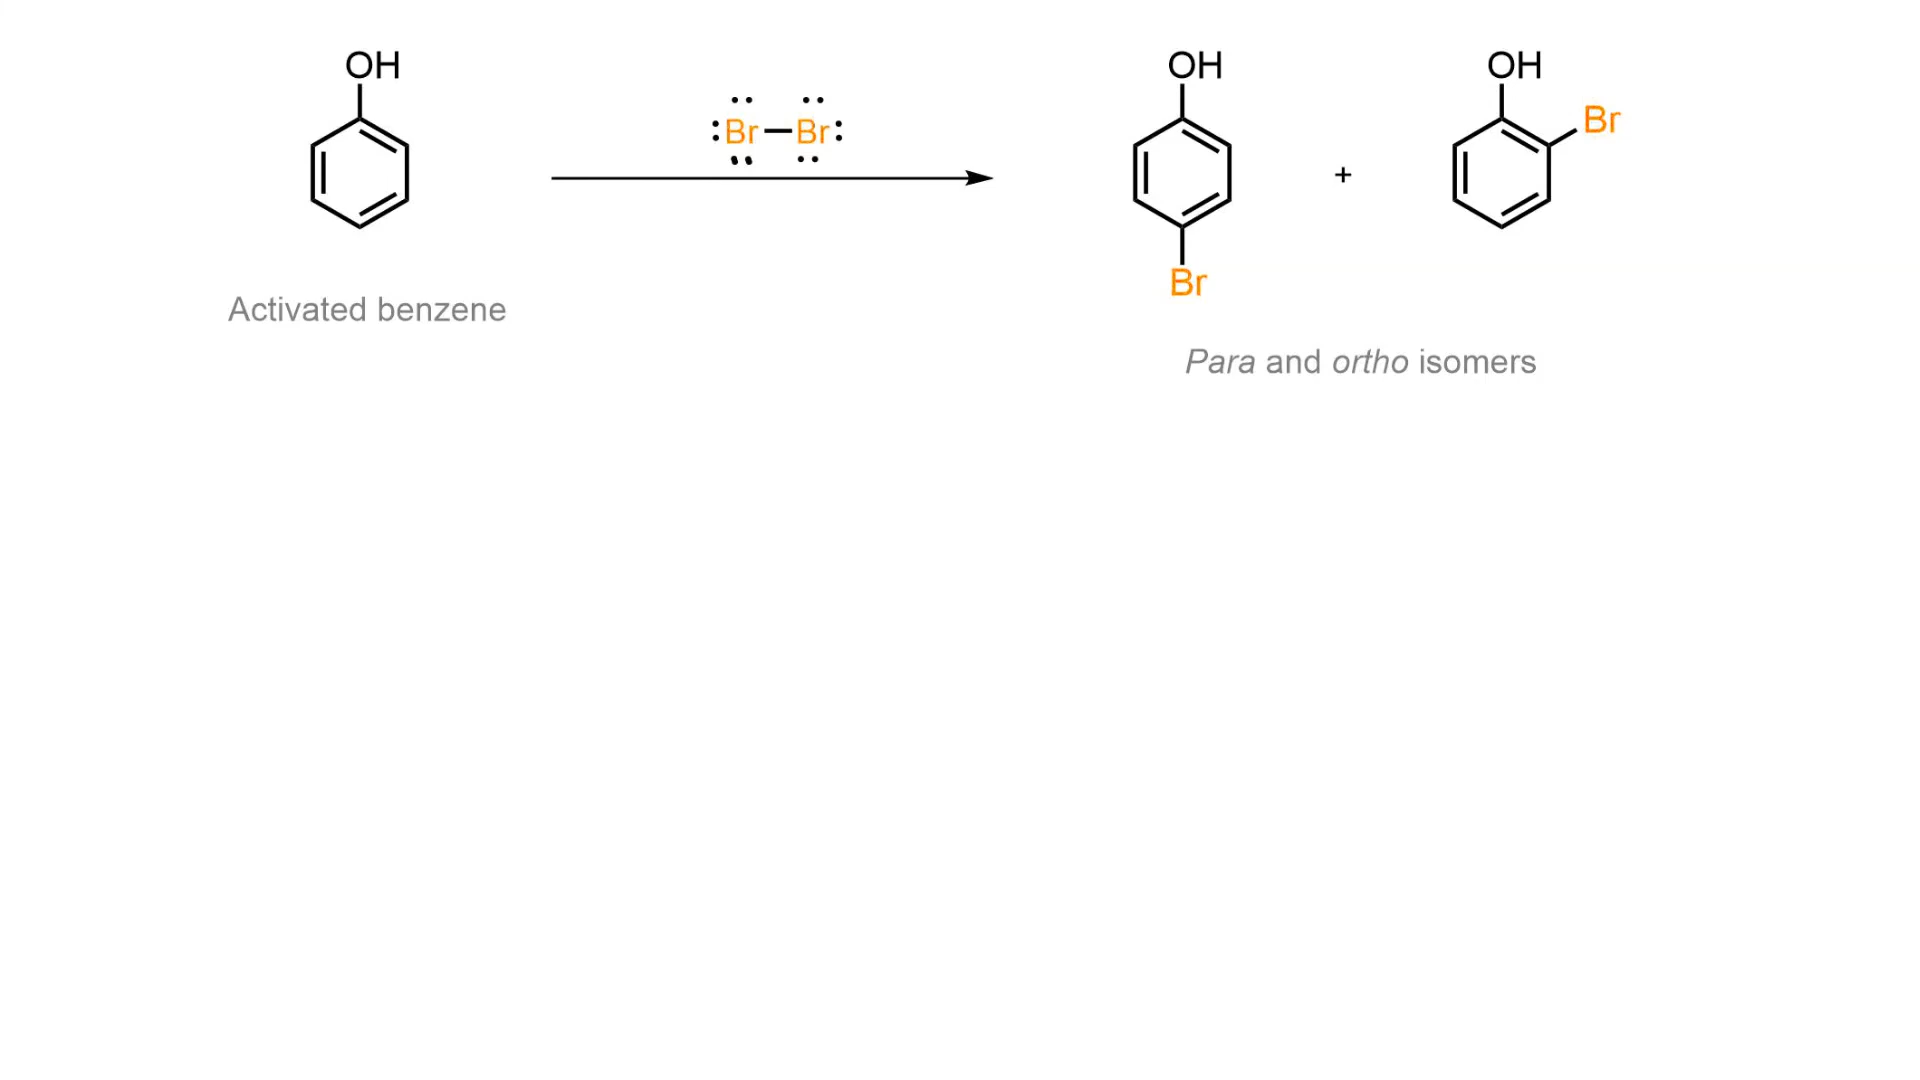 OH
:Br—Br:
OH
Br
+
OH
Br
Activated benzene
Para and ortho isomers